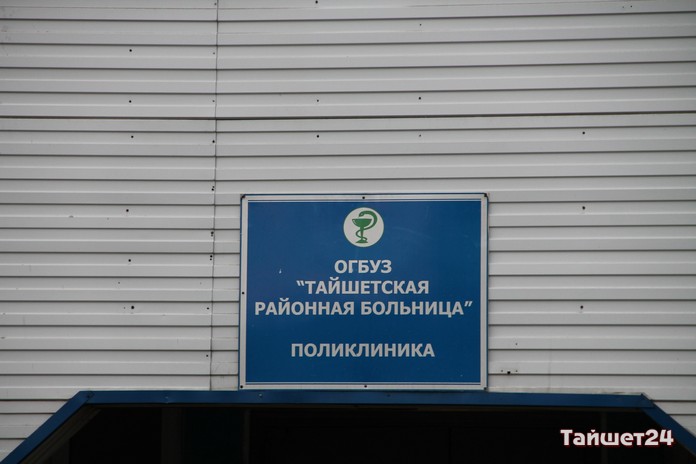 ОГБУЗ
"ТАЙШЕТСКАЯ
РАЙОННАЯ БОЛЬНИЦА"
ПОЛИКЛИНИКА
Тайшет24